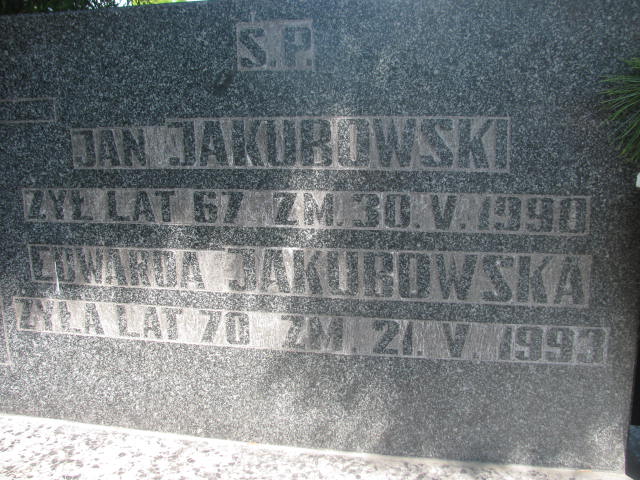 S.P.
JAN JAKUBOWSKI
ŻYŁ LAT 67 ZM. 30.V.1990
EDWARDA JAKUBOWSKA
ŻYŁA LAT 70 ZM. 21.V.1993